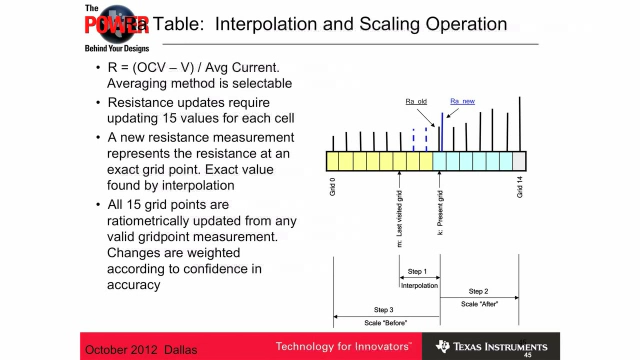 The
POWER
Behind Your Designs
Ra Table: Interpolation and Scaling Operation
• R = (OCV – V) / Avg Current.
Averaging method is selectable
• Resistance updates require
updating 15 values for each cell
• A new resistance measurement
represents the resistance at an
exact grid point. Exact value
found by interpolation
• All 15 grid points are
ratiometrically updated from any
valid gridpoint measurement.
Changes are weighted
according to confidence in
accuracy
Ra_old
Ra_new
Grid 0
m: Last visited grid
k: Present grid
Grid 14
Step 1
Interpolation
Step 2
Scale "After"
Step 3
Scale "Before"
October 2012 Dallas
Technology for Innovators™
TEXAS INSTRUMENTS
45